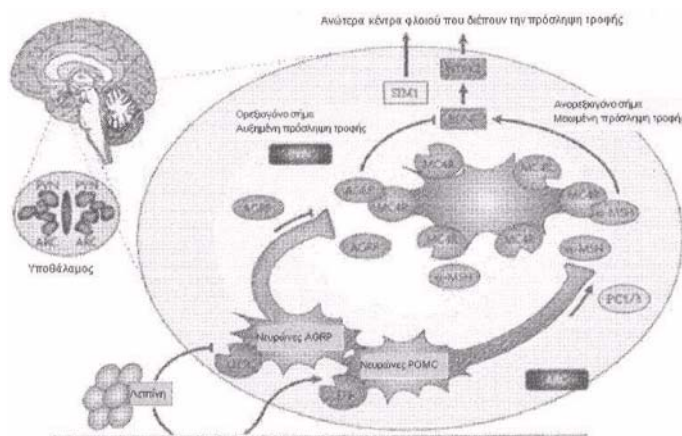 Ανώτερα κέντρα φλοιού που διέπουν την πρόσληψη τροφής
SIM1
BDNF
Ορεξιογόνο σήμα
Αυξημένη πρόσληψη τροφής
Ανορεξιογόνο σήμα
Μειωμένη πρόσληψη τροφής
PVN
MC4R
MC4R
AGRP
MC4R
MC4R
α-MSH
AGRP
AGRP
MC4R
MC4R
α-MSH
α-MSH
PC1/3
PVN PVN
ARC ARC
Υποθάλαμος
Νευρώνες AGRP
Νευρώνες POMC
Λεπτίνη
ARC